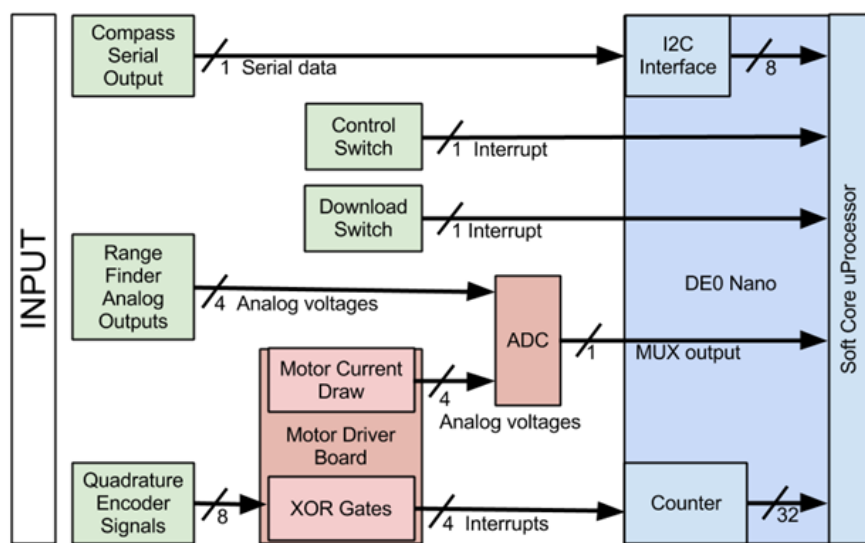 INPUT
Compass
Serial
Output
1 Serial data
I2C
Interface
8
Control
Switch
1 Interrupt
Download
Switch
1 Interrupt
Range
Finder
Analog
Outputs
4 Analog voltages
ADC
1
MUX output
DE0 Nano
Soft Core uProcessor
Motor Current
Draw
4
Analog voltages
Motor Driver
Board
Quadrature
Encoder
Signals
8
XOR Gates
4 Interrupts
Counter
32